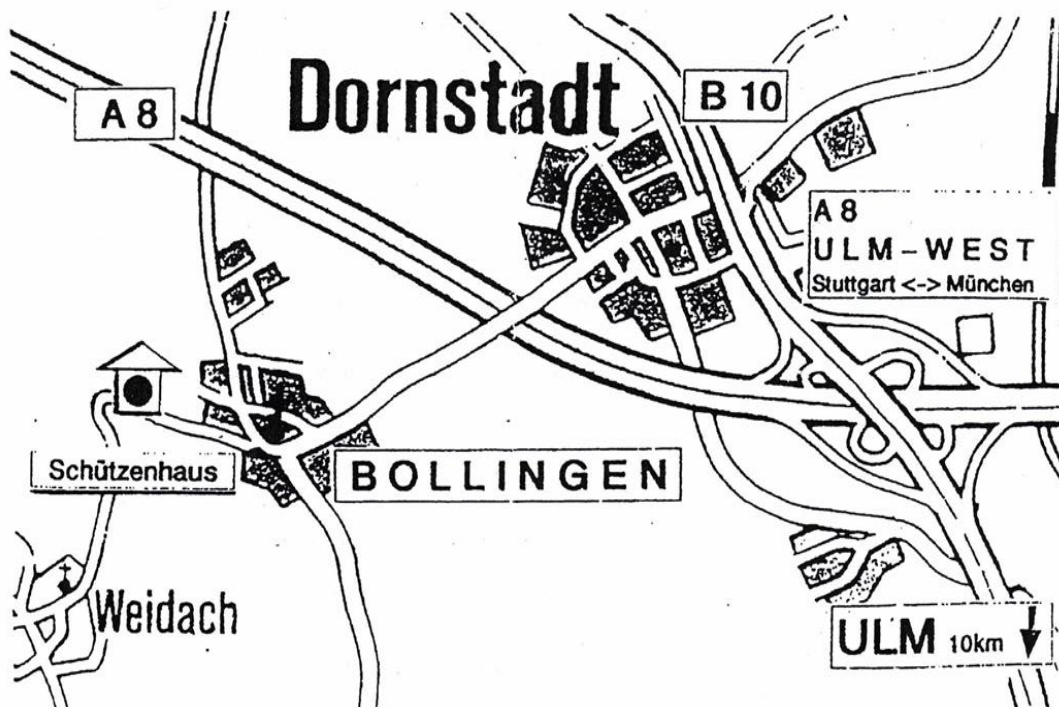 Dornstadt
B 10
A 8
A 8
ULM-WEST
Stuttgart <-> München
Schützenhaus
BOLLINGEN
Weidach
ULM 10km